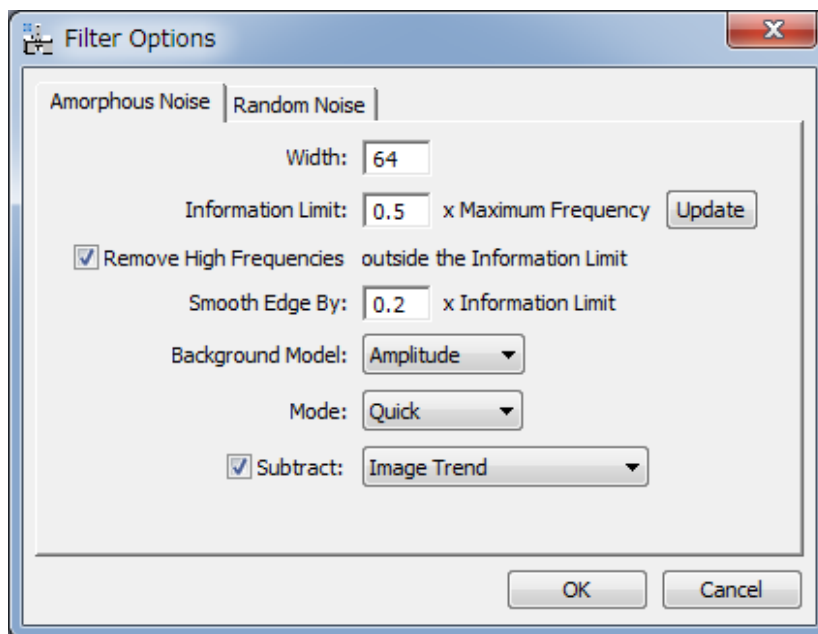 Filter Options
Amorphous Noise Random Noise
Width: 64
Information Limit: 0.5 x Maximum Frequency Update
Remove High Frequencies outside the Information Limit
Smooth Edge By: 0.2 x Information Limit
Background Model: Amplitude
Mode: Quick
Subtract: Image Trend
OK Cancel